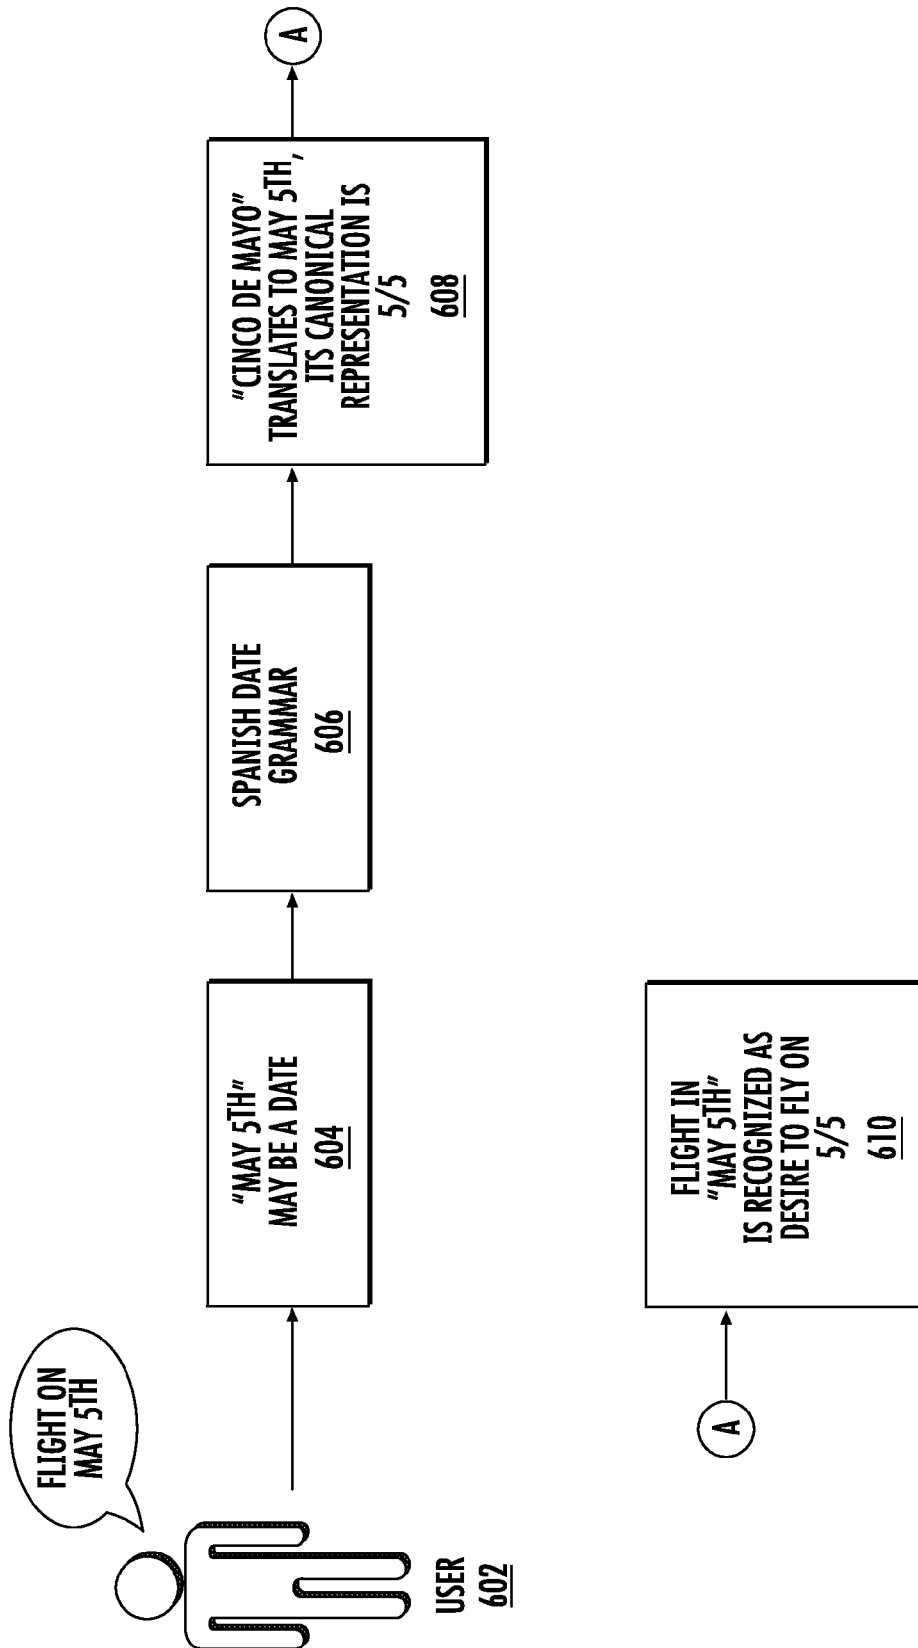 FLIGHT ON
MAY 5TH
USER
602
"MAY 5TH"
MAY BE A DATE
604
SPANISH DATE
GRAMMAR
606
"CINCO DE MAYO"
TRANSLATES TO MAY 5TH,
ITS CANONICAL
REPRESENTATION IS
5/5
608
A
A
FLIGHT IN
"MAY 5TH"
IS RECOGNIZED AS
DESIRE TO FLY ON
5/5
610